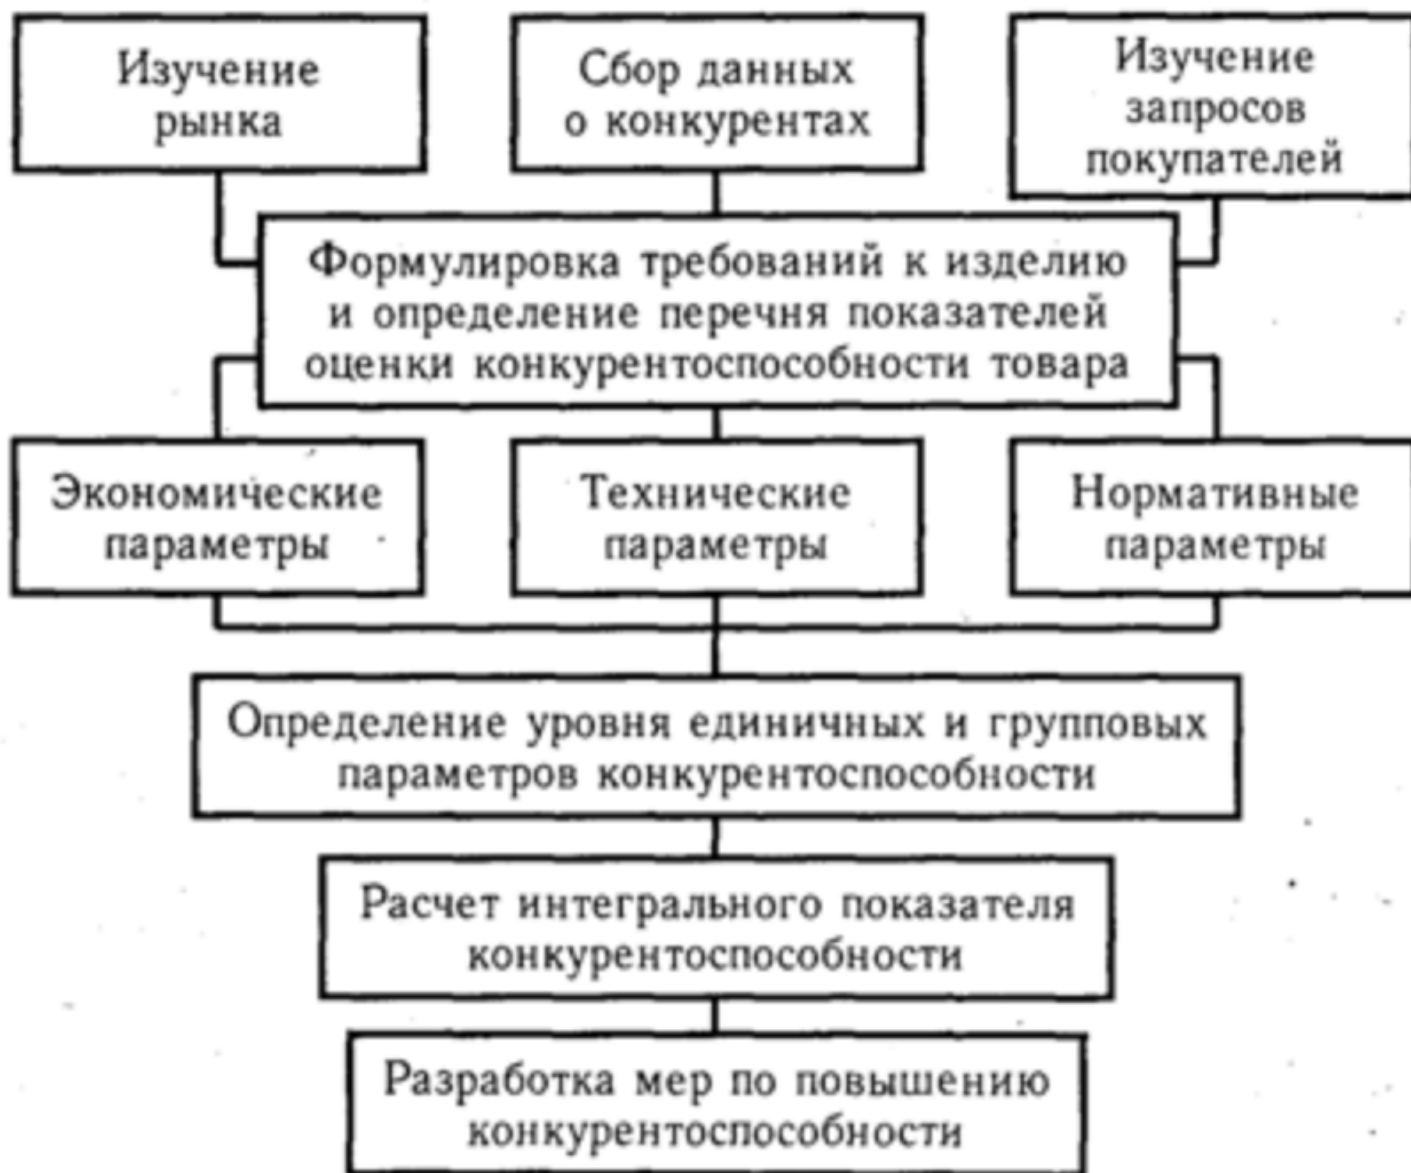 Изучение
рынка
Сбор данных
о конкурентах
Изучение
запросов
покупателей
Формулировка требований к изделию
и определение перечня показателей
оценки конкурентоспособности товара
Экономические
параметры
Технические
параметры
Нормативные
параметры
Определение уровня единичных и групповых
параметров конкурентоспособности
Расчет интегрального показателя
конкурентоспособности
Разработка мер по повышению
конкурентоспособности